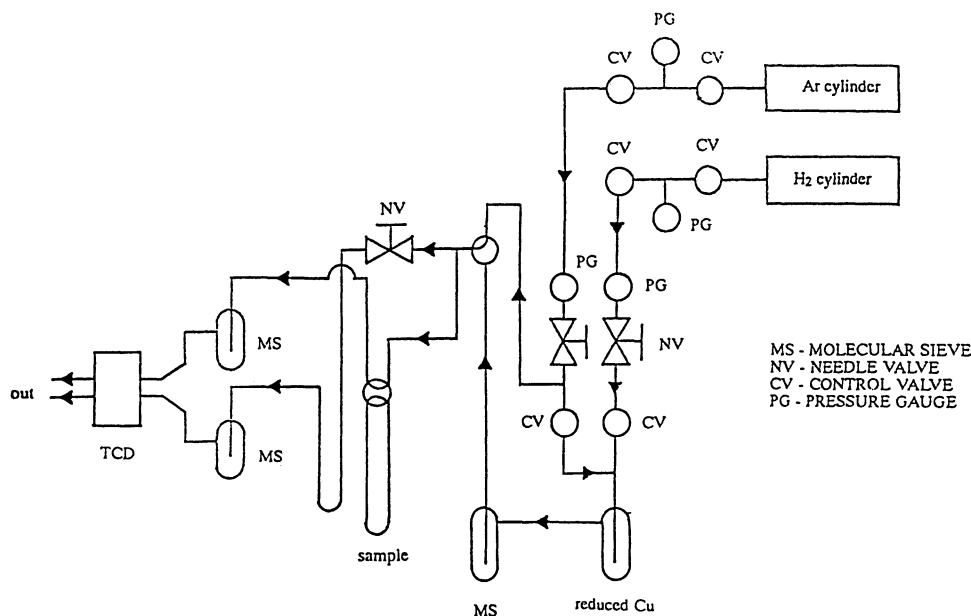 PG
CV
CV
Ar cylinder
CV
CV
H2 cylinder
PG
NV
PG
PG
NV
MS
MS - MOLECULAR SIEVE
NV - NEEDLE VALVE
CV - CONTROL VALVE
PG - PRESSURE GAUGE
out
TCD
MS
CV
CV
sample
MS
reduced Cu